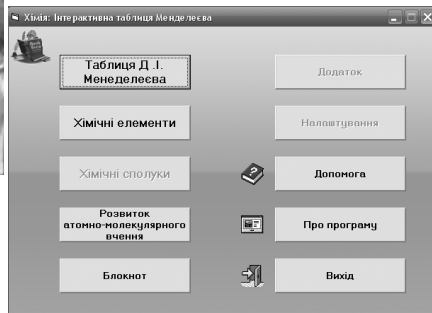 Хімія: Інтерактивна таблиця Менделеєва
Таблиця Д .І.
Менеделеєва
Хімічні елементи
Хімічні сполуки
Розвиток
атомно-молекулярного
вчення
Блокнот
Додаток
Налаштування
Допомога
Про програму
Вихід